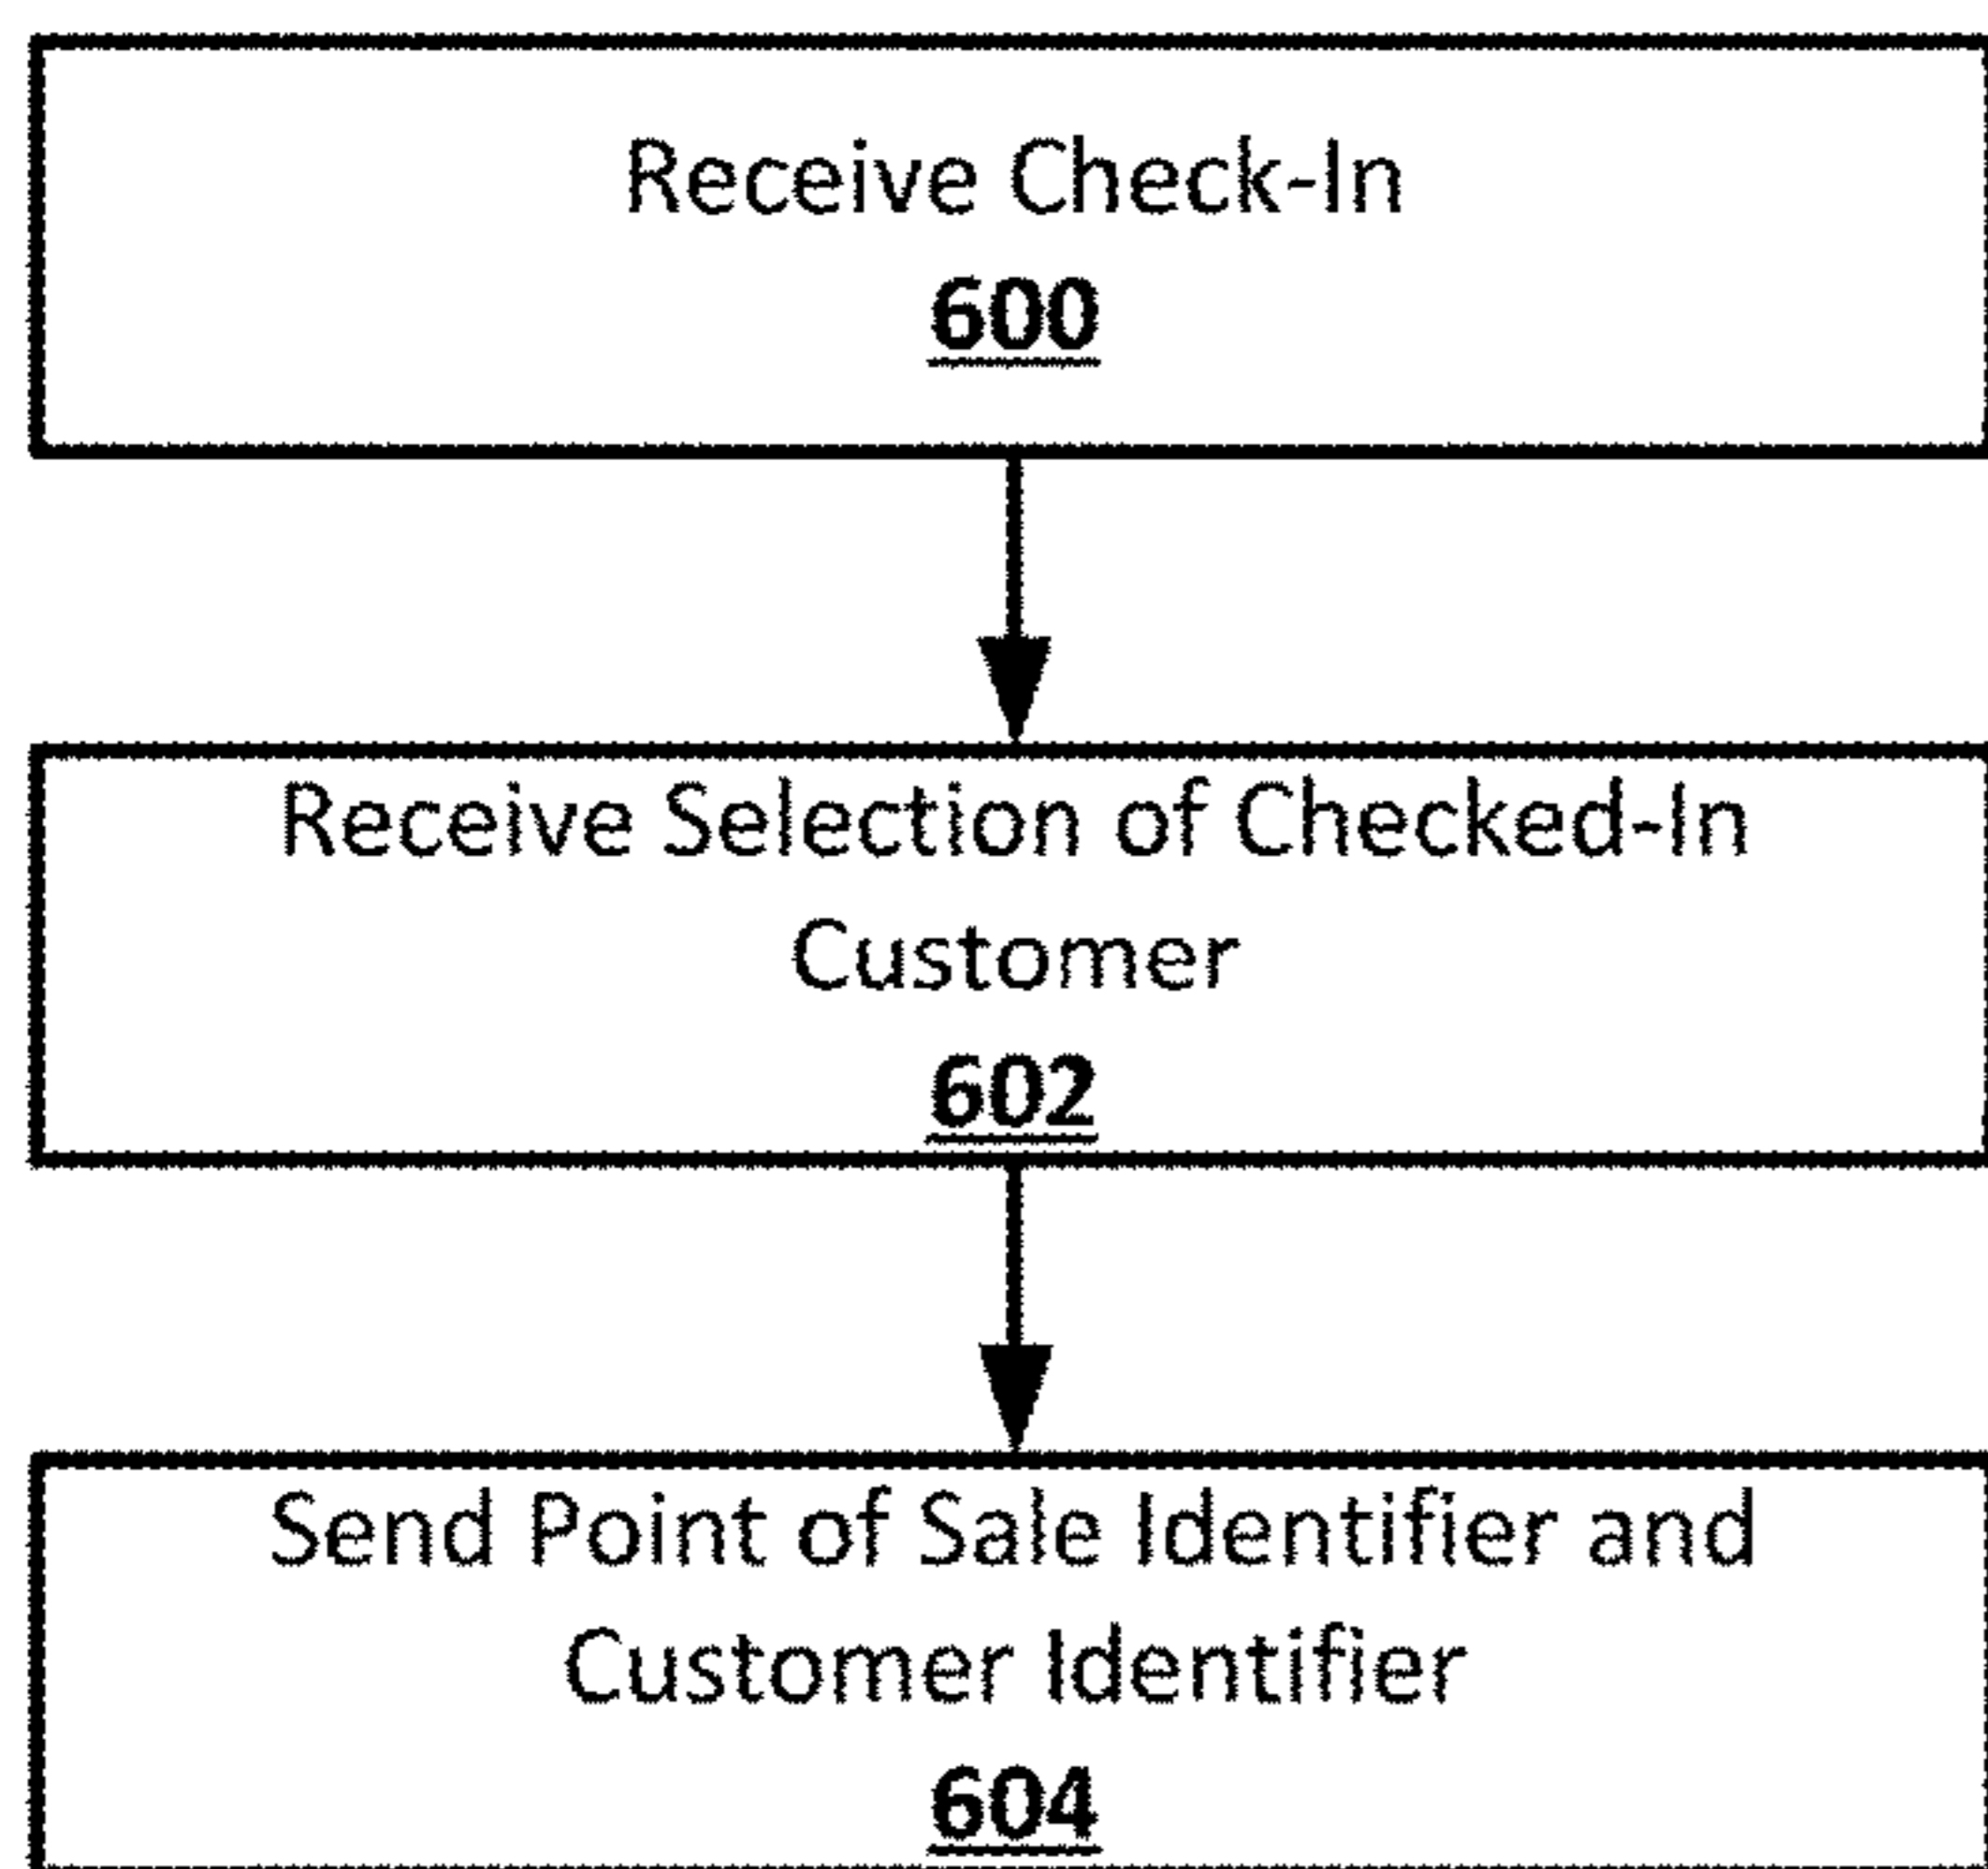 Receive Check-In
600
Receive Selection of Checked-In
Customer
602
Send Point of Sale Identifier and
Customer Identifier
604